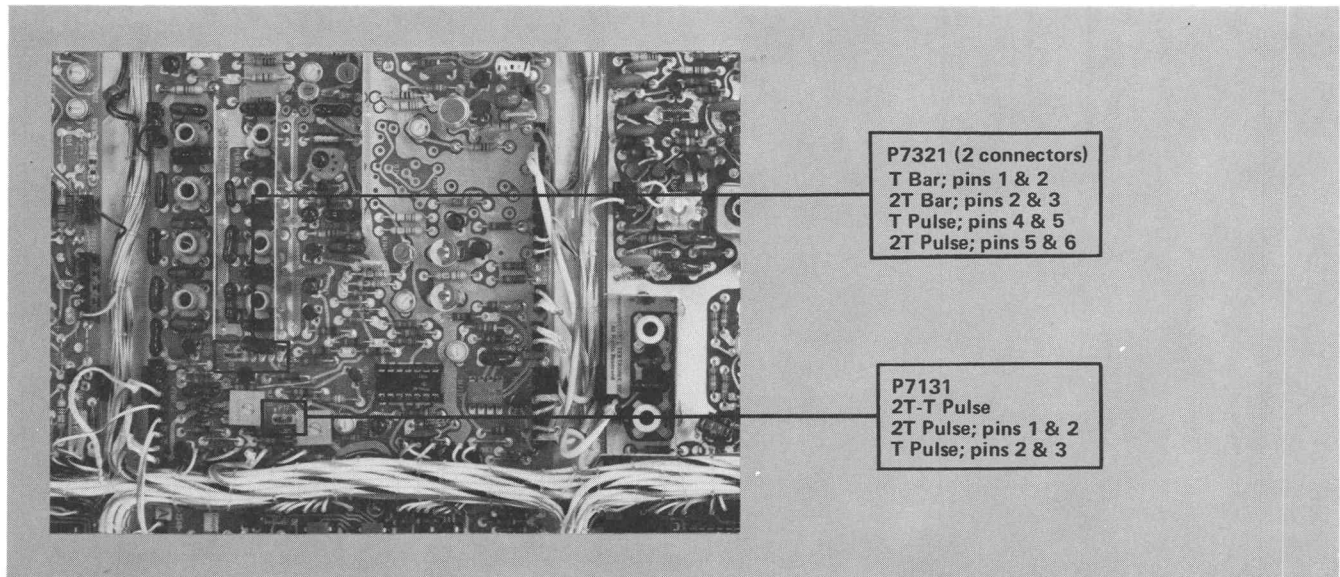 P7321 (2 connectors)
T Bar; pins 1 & 2
2T Bar; pins 2 & 3
T Pulse; pins 4 & 5
2T Pulse; pins 5 & 6
P7131
2T-T Pulse
2T Pulse; pins 1 & 2
T Pulse; pins 2 & 3